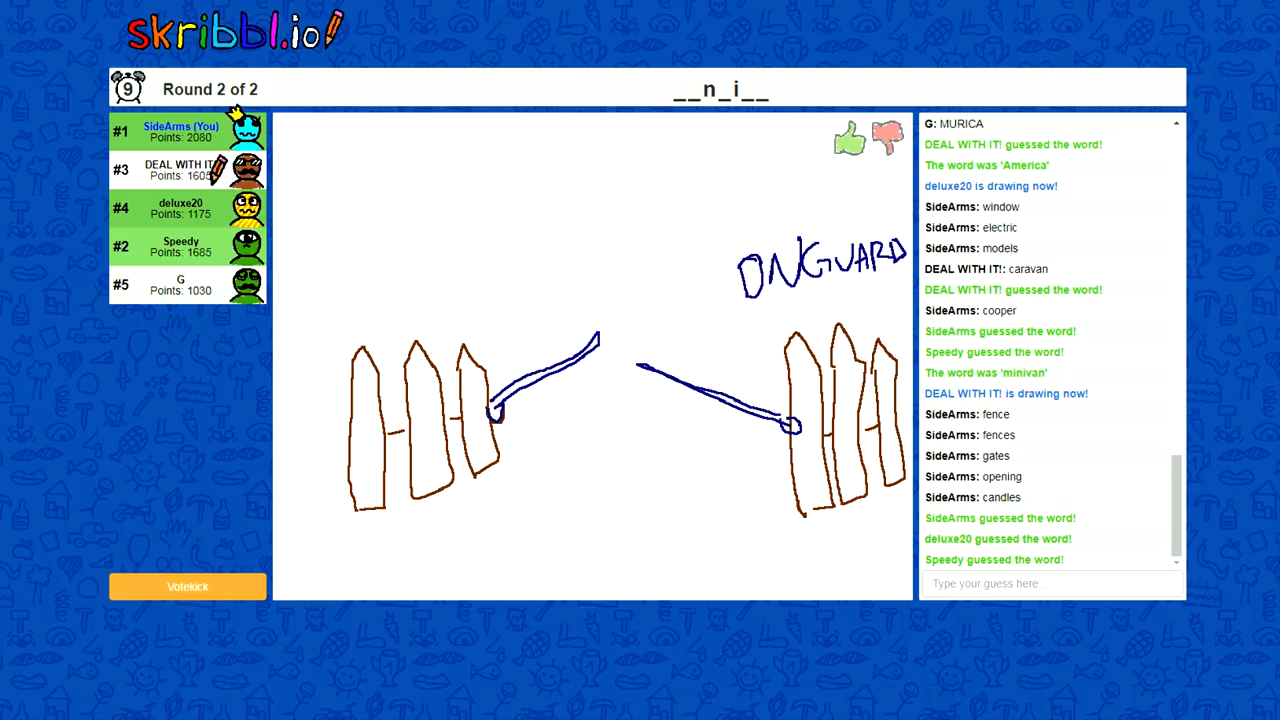 skribbl.io
9
Round 2 of 2
__n_i__
#1
SideArms (You)
Points: 2080
#3
DEAL WITH IT!
Points: 1605
#4
deluxe20
Points: 1175
#2
Speedy
Points: 1685
#5
G
Points: 1030
Votekick
ONGUARD
G: MURICA
DEAL WITH IT! guessed the word!
The word was 'America'
deluxe20 is drawing now!
SideArms: window
SideArms: electric
SideArms: models
DEAL WITH IT!: caravan
DEAL WITH IT! guessed the word!
SideArms: cooper
SideArms guessed the word!
Speedy guessed the word!
The word was 'minivan'
DEAL WITH IT! is drawing now!
SideArms: fence
SideArms: fences
SideArms: gates
SideArms: opening
SideArms: candles
SideArms guessed the word!
deluxe20 guessed the word!
Speedy guessed the word!
Type your guess here...